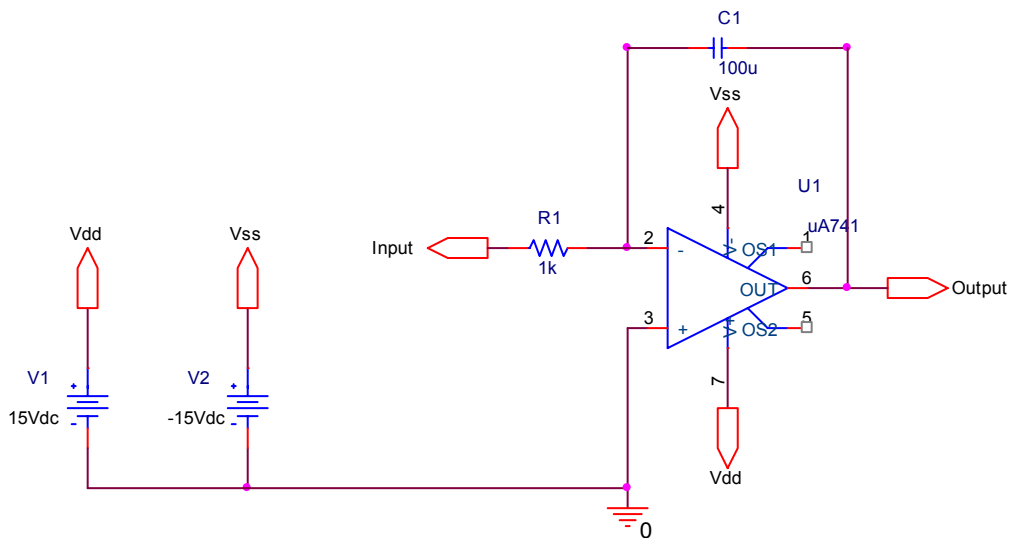 C1
100u
Vss
U1
4
uA741
Vdd
Vss
R1
Input
1k
2
-
V-
OS1
1
OUT
6
Output
3
+
V+
OS2
5
V1
+
15Vdc
-
V2
+
-15Vdc
-
7
Vdd
0